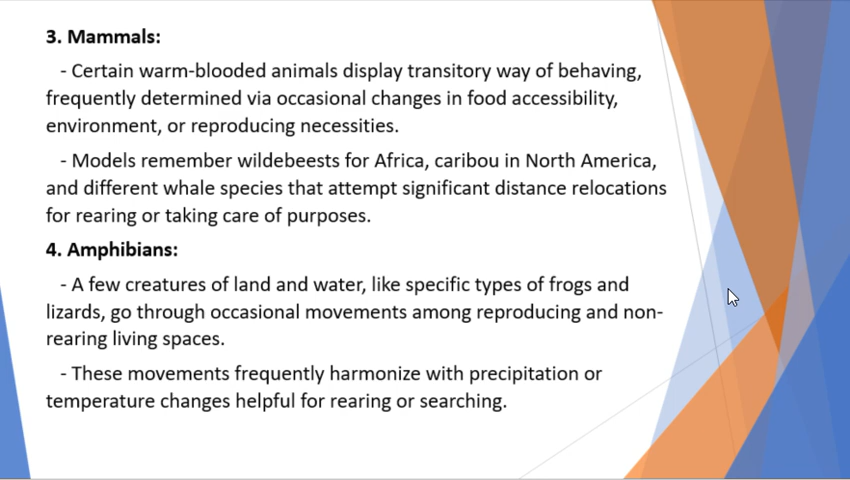 3. Mammals:
- Certain warm-blooded animals display transitory way of behaving,
frequently determined via occasional changes in food accessibility,
environment, or reproducing necessities.
- Models remember wildebeests for Africa, caribou in North America,
and different whale species that attempt significant distance relocations
for rearing or taking care of purposes.
4. Amphibians:
- A few creatures of land and water, like specific types of frogs and
lizards, go through occasional movements among reproducing and non-
rearing living spaces.
- These movements frequently harmonize with precipitation or
temperature changes helpful for rearing or searching.